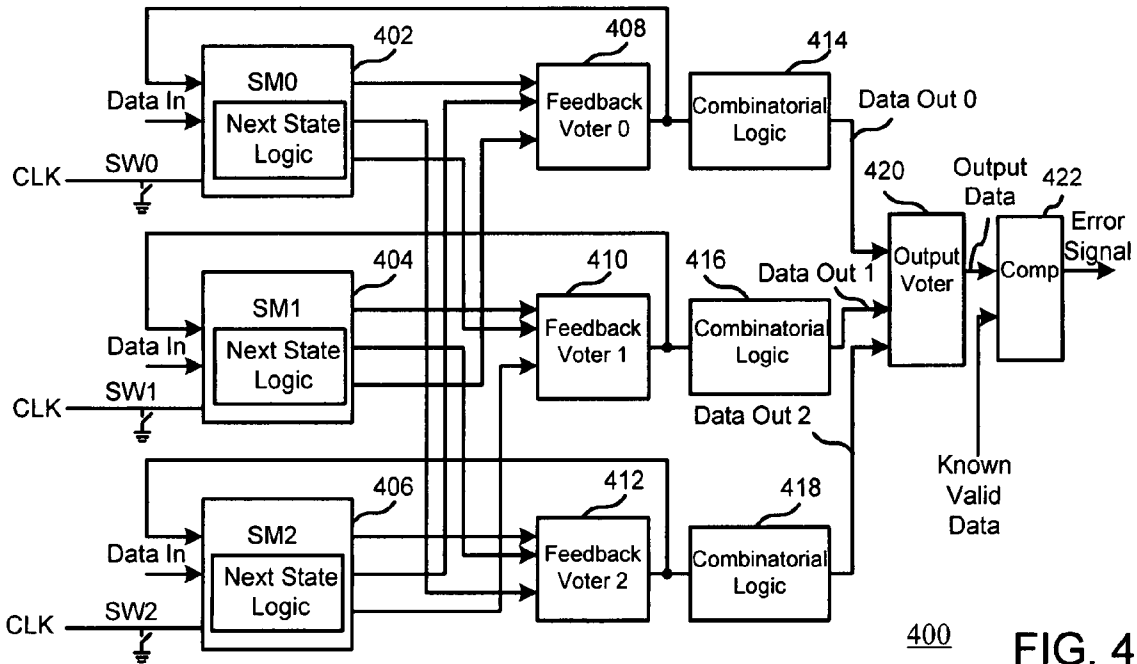 402
SM0
Next State
Logic
Data In
SW0
CLK
408
Feedback
Voter 0
414
Combinatorial
Logic
Data Out 0
404
SM1
Next State
Logic
Data In
SW1
CLK
410
Feedback
Voter 1
416
Combinatorial
Logic
Data Out 1
406
SM2
Next State
Logic
Data In
SW2
CLK
412
Feedback
Voter 2
418
Combinatorial
Logic
Data Out 2
420
Output
Voter
Output
Data
422
Comp
Error
Signal
Known
Valid
Data
400
FIG. 4